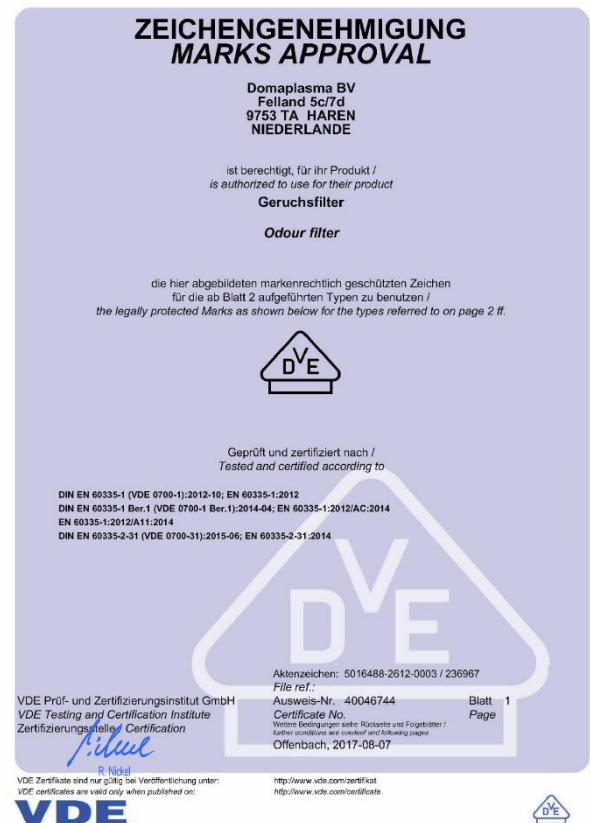 ZEICHENGENEHMIGUNG
MARKS APPROVAL
Domaplasma BV
Felland 5c/7d
9753 TA HAREN
NIEDERLANDE
ist berechtigt, für ihr Produkt /
is authorized to use for their product
Geruchsfilter
Odour filter
die hier abgebildeten markenrechtlich geschützten Zeichen
für die ab Blatt 2 aufgeführten Typen zu benutzen /
the legally protected Marks as shown below for the types referred to on page 2 ff.
DVE
Geprüft und zertifiziert nach /
Tested and certified according to
DIN EN 60335-1 (VDE 0700-1):2012-10; EN 60335-1:2012
DIN EN 60335-1 Ber.1 (VDE 0700-1 Ber.1):2014-04; EN 60335-1:2012/AC:2014
EN 60335-1:2012/A11:2014
DIN EN 60335-2-31 (VDE 0700-31):2015-06; EN 60335-2-31:2014
DVE
Aktenzeichen: 5016488-2612-0003 / 236967
File ref.:
VDE Prüf- und Zertifizierungsinstitut GmbH Ausweis-Nr. 40046744 Blatt 1
VDE Testing and Certification Institute Certificate No. Page
Zertifizierungsstelle / Certification
Weitere Bedingungen siehe Rückseite und Folgeblätter /
further conditions see overleaf and following pages
Offenbach, 2017-08-07
R. Nickel
VDE Zertifikate sind nur gültig bei Veröffentlichung unter: http://www.vde.com/zertifikat
VDE certificates are valid only when published on: http://www.vde.com/certificate
VDE
DVE